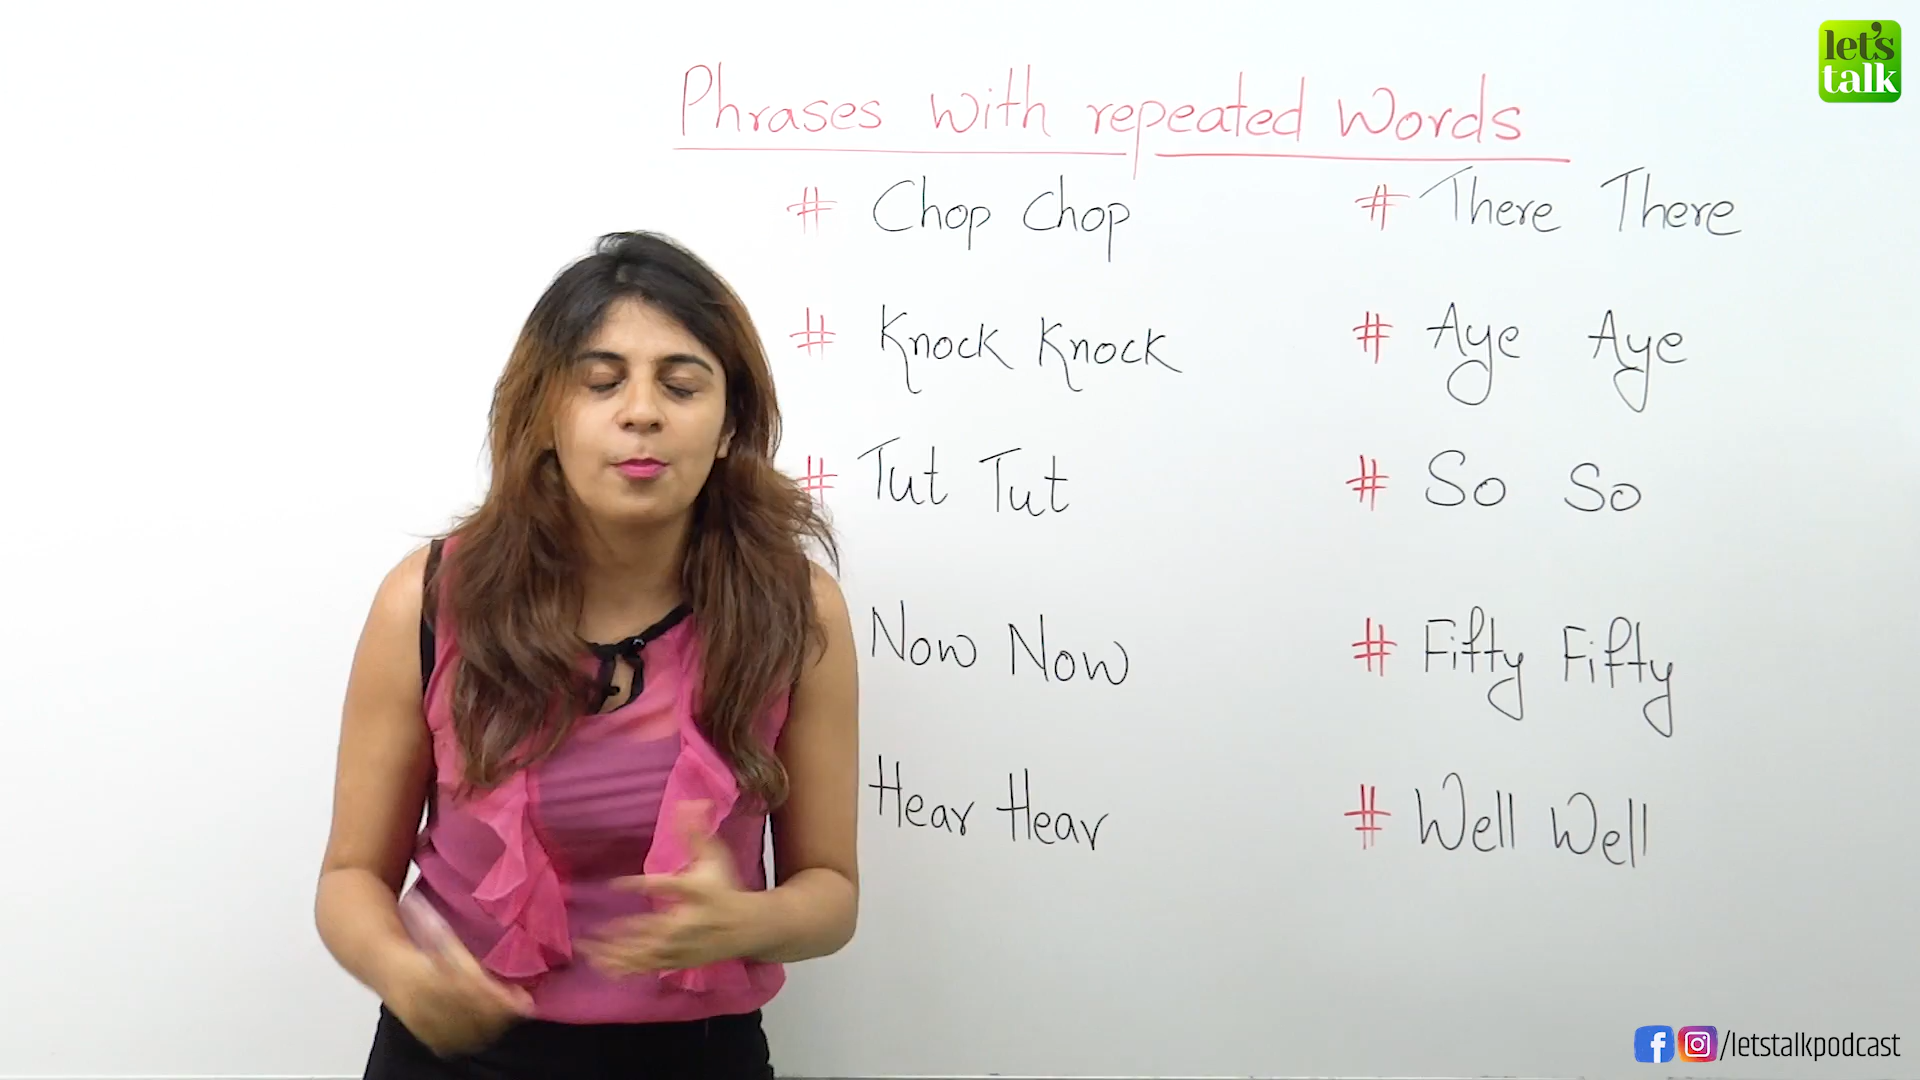 let's
talk
Phrases with repeated words
# Chop Chop
# Knock Knock
# Tut Tut
Now Now
Hear Hear
# There There
# Aye Aye
# So So
# Fifty Fifty
# Well Well
/letstalkpodcast